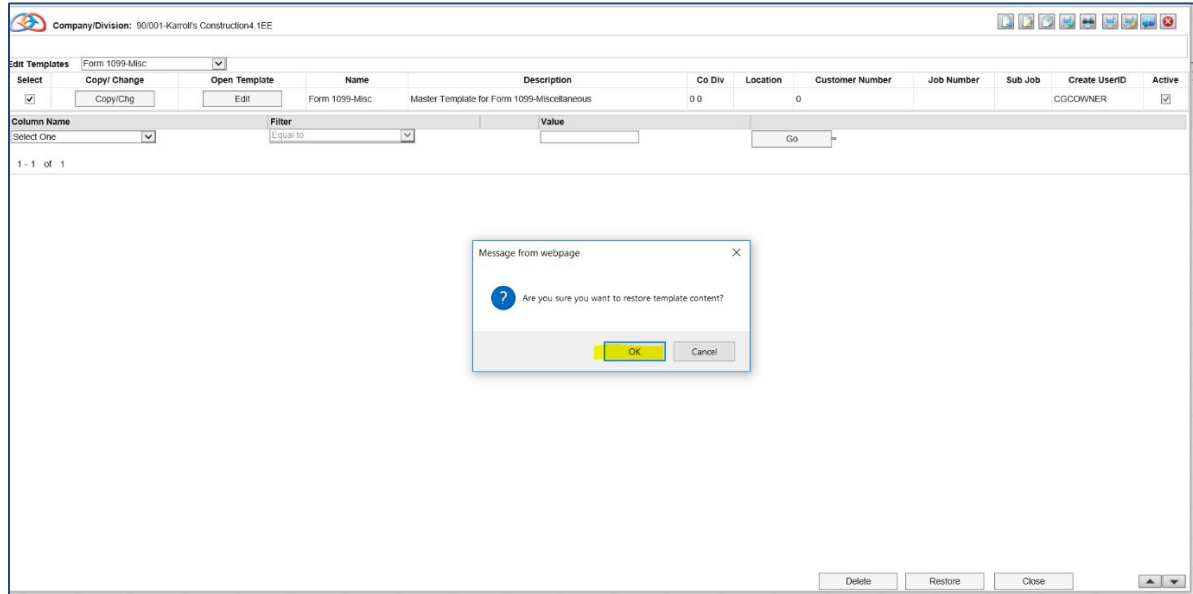 Company/Division: 90/001-Karroll's Construction4.1EE
Edit Templates Form 1099-Misc
Select Copy/ Change Open Template Name Description Co Div Location Customer Number Job Number Sub Job Create UserID Active
Copy/Chg Edit Form 1099-Misc Master Template for Form 1099-Miscellaneous 0 0 0 CGCOWNER
Column Name Filter Value
Select One Equal to Go
1 - 1 of 1
Message from webpage
Are you sure you want to restore template content?
OK Cancel
Delete Restore Close